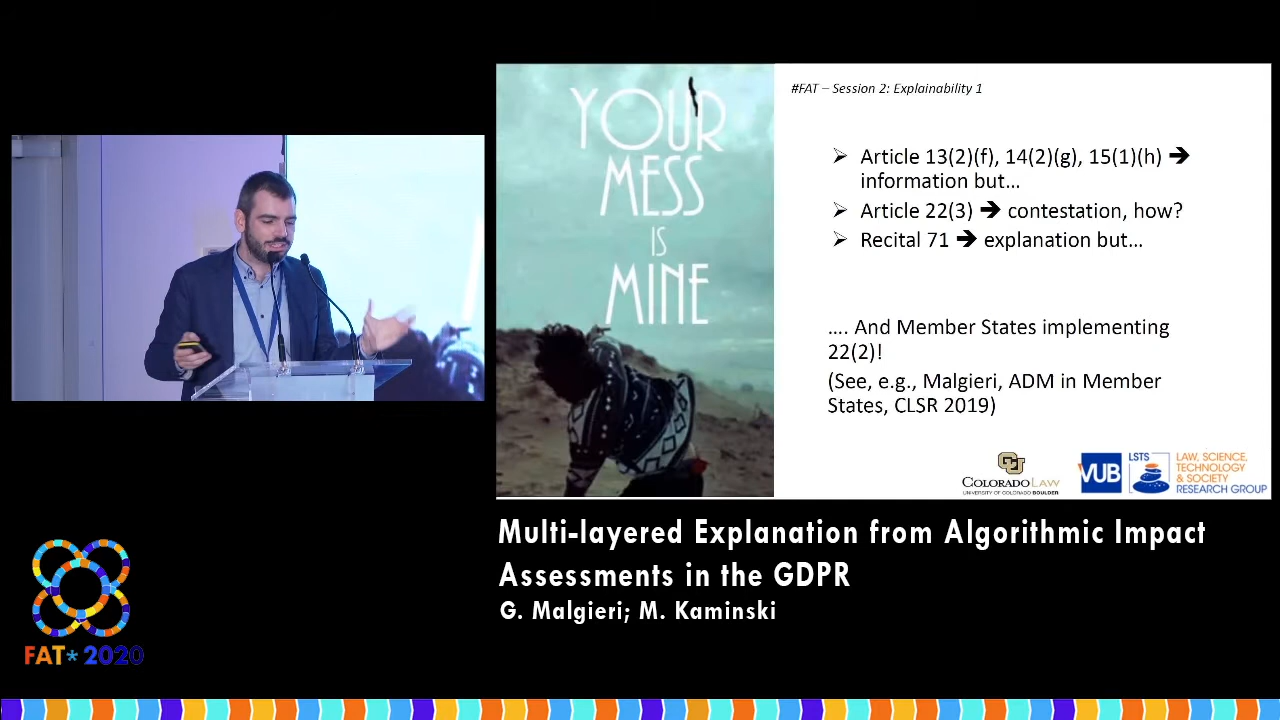 YOUR
MESS
IS
MINE
#FAT – Session 2: Explainability 1
➢ Article 13(2)(f), 14(2)(g), 15(1)(h) ➔
information but…
➢ Article 22(3) ➔ contestation, how?
➢ Recital 71 ➔ explanation but…
…. And Member States implementing
22(2)!
(See, e.g., Malgieri, ADM in Member
States, CLSR 2019)
CU
COLORADO LAW
UNIVERSITY OF COLORADO BOULDER
VUB
LSTS
LAW, SCIENCE,
TECHNOLOGY
& SOCIETY
RESEARCH GROUP
Multi-layered Explanation from Algorithmic Impact
Assessments in the GDPR
G. Malgieri; M. Kaminski
FAT* 2020